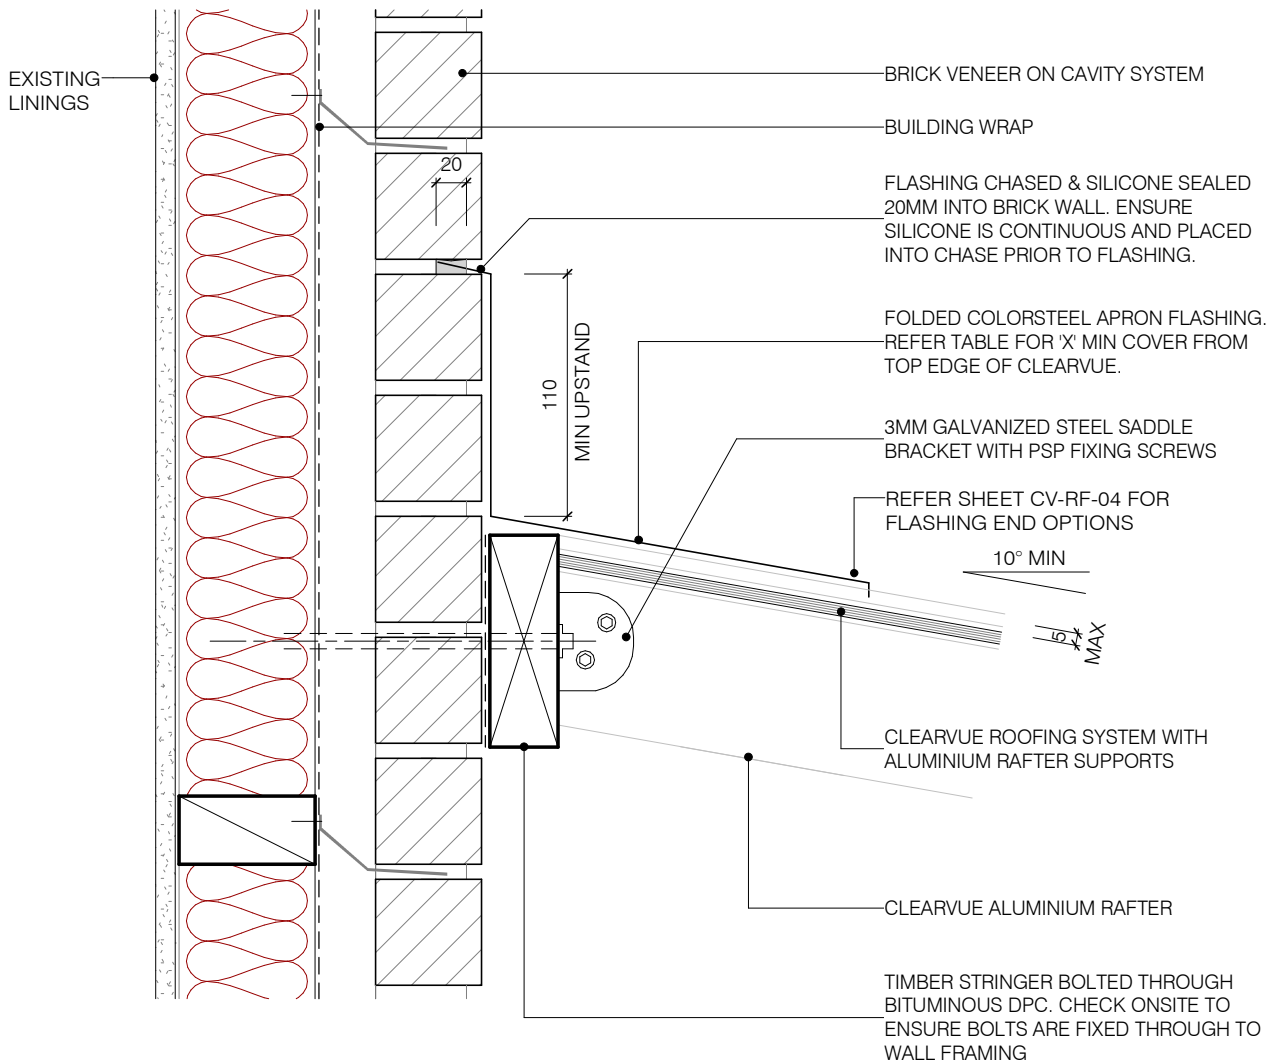 EXISTING
LININGS
BRICK VENEER ON CAVITY SYSTEM
BUILDING WRAP
20
FLASHING CHASED & SILICONE SEALED
20MM INTO BRICK WALL. ENSURE
SILICONE IS CONTINUOUS AND PLACED
INTO CHASE PRIOR TO FLASHING.
110
MIN UPSTAND
FOLDED COLORSTEEL APRON FLASHING.
REFER TABLE FOR 'X' MIN COVER FROM
TOP EDGE OF CLEARVUE.
3MM GALVANIZED STEEL SADDLE
BRACKET WITH PSP FIXING SCREWS
REFER SHEET CV-RF-04 FOR
FLASHING END OPTIONS
10° MIN
5
MAX
CLEARVUE ROOFING SYSTEM WITH
ALUMINIUM RAFTER SUPPORTS
CLEARVUE ALUMINIUM RAFTER
TIMBER STRINGER BOLTED THROUGH
BITUMINOUS DPC. CHECK ONSITE TO
ENSURE BOLTS ARE FIXED THROUGH TO
WALL FRAMING